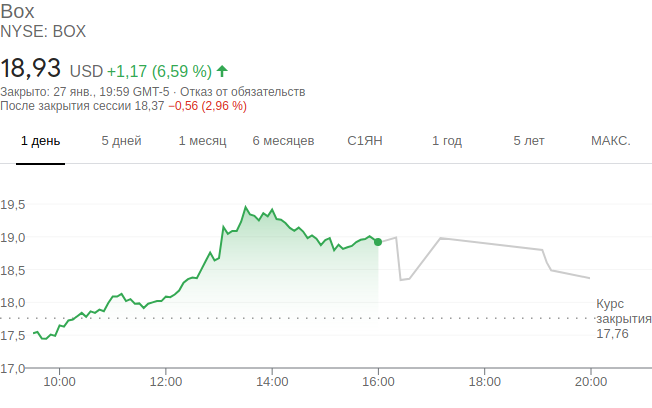 Box
NYSE: BOX
18,93 USD +1,17 (6,59 %)
Закрыто: 27 янв., 19:59 GMT-5 · Отказ от обязательств
После закрытия сессии 18,37 −0,56 (2,96 %)
1 день 5 дней 1 месяц 6 месяцев С1ЯН 1 год 5 лет МАКС.
19,5
19,0
18,5
18,0
Курс
закрытия
17,76
17,5
17,0
10:00 12:00 14:00 16:00 18:00 20:00